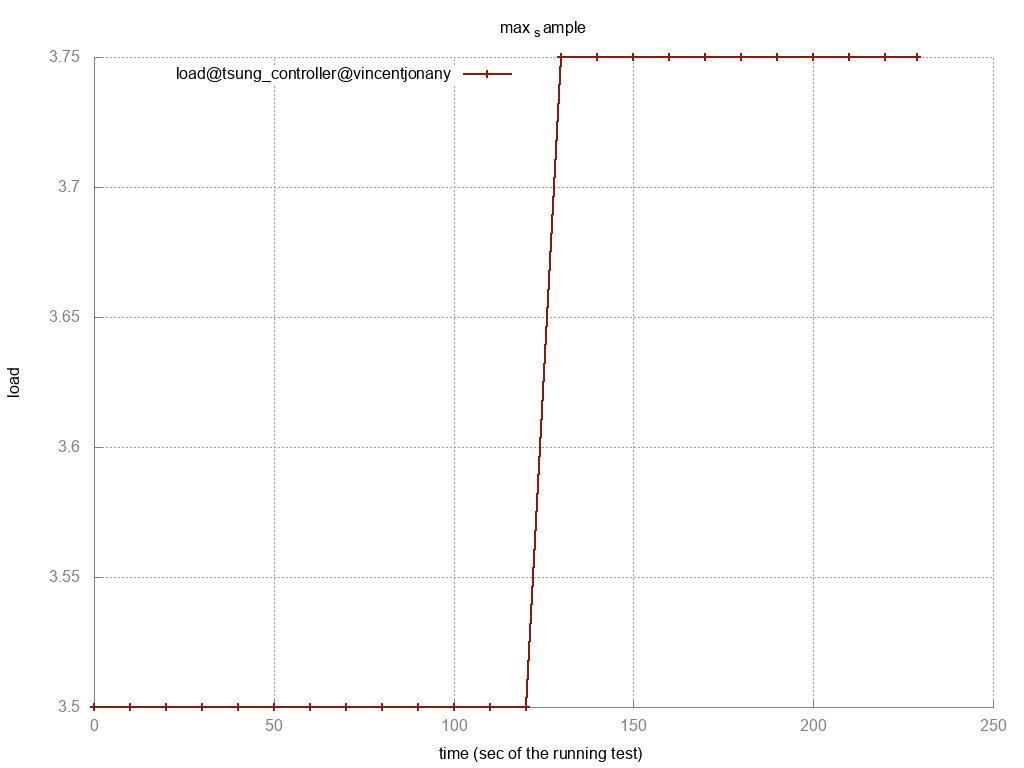 max s ample
3.75
load@tsung_controller@vincentjonany
3.7
3.65
load
3.6
3.55
3.5
0 50 100 150 200 250
time (sec of the running test)